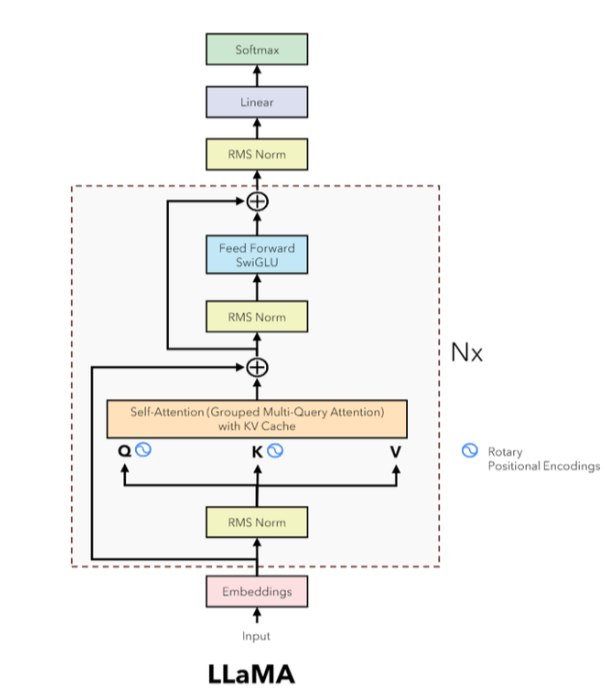 Softmax
Linear
RMS Norm
Feed Forward
SwiGLU
RMS Norm
Nx
Self-Attention (Grouped Multi-Query Attention)
with KV Cache
Q K V
Rotary
Positional Encodings
RMS Norm
Embeddings
Input
LLaMA